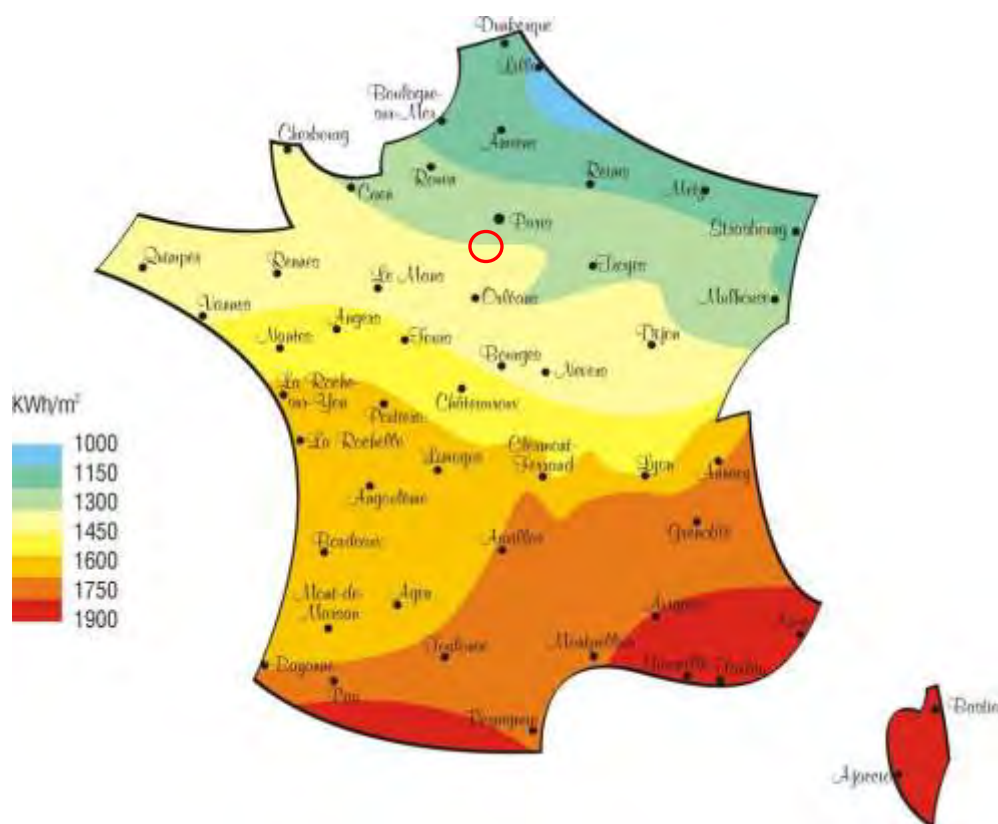 Dunkerque
Lille
Boulogne-
sur-Mer
Amiens
Cherbourg
Rouen
Reims
Metz
Caen
Paris
Strasbourg
Quimper
Rennes
Le Mans
Troyes
Orléans
Mulhouse
Vannes
Angers
Tours
Dijon
Nantes
Bourges
Nevers
La Roche-
sur-Yon
Châteauroux
Poitiers
La Rochelle
Limoges
Clermont-
Ferrand
Lyon
Annecy
Angoulême
Grenoble
Bordeaux
Aurillac
Mont-de-
Marsan
Agen
Avignon
Nice
Toulouse
Montpellier
Marseille
Toulon
Bayonne
Pau
Perpignan
Bastia
Ajaccio
KWh/m²
1000
1150
1300
1450
1600
1750
1900